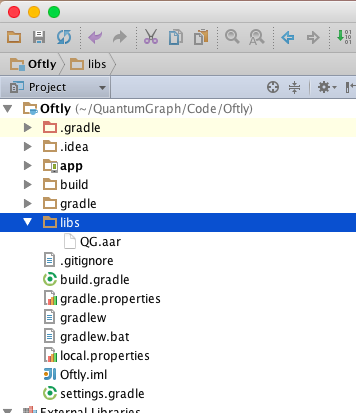 Oftly libs
Project
Oftly (~/QuantumGraph/Code/Oftly)
.gradle
.idea
app
build
gradle
libs
QG.aar
.gitignore
build.gradle
gradle.properties
gradlew
gradlew.bat
local.properties
Oftly.iml
settings.gradle
External Libraries